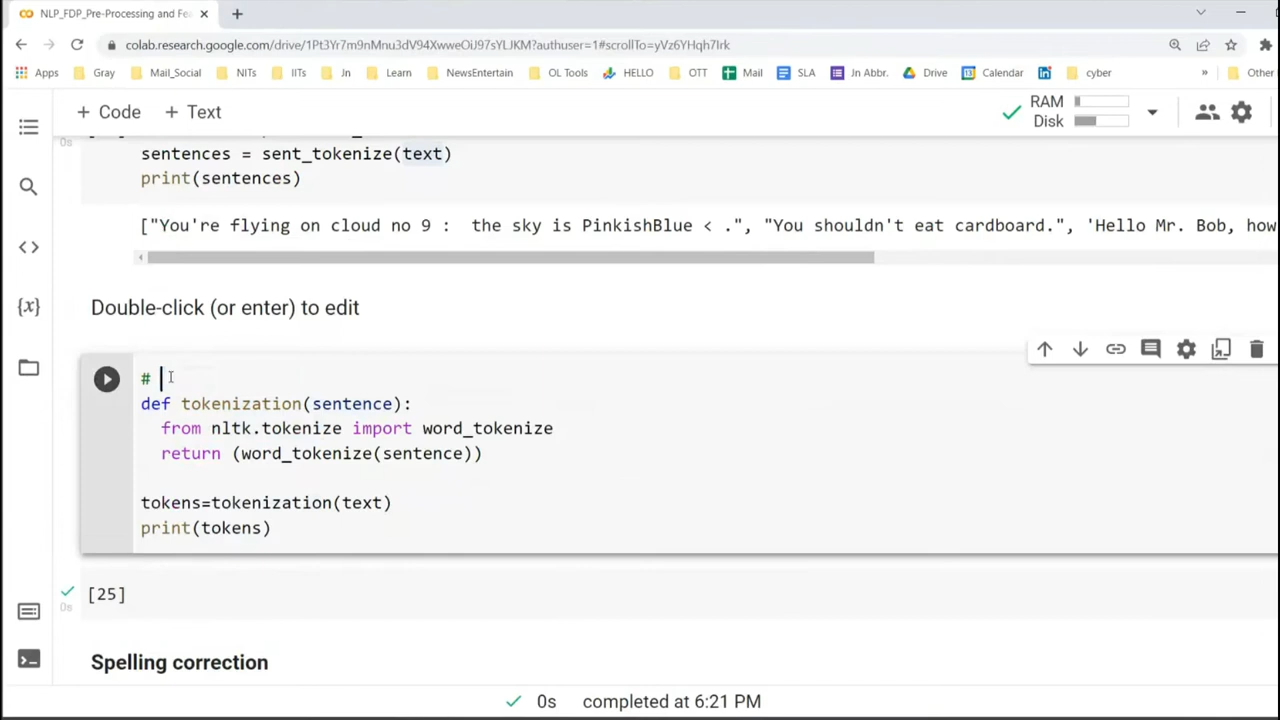 NLP_FDP_Pre-Processing and Fea
colab.research.google.com/drive/1Pt3Yr7m9nMnu3dV94XwweOiJ97sYLJKM?authuser=1#scrollTo=yVz6YHqh7Irk
Apps Gray Mail_Social NITs IITs Jn Learn NewsEntertain OL Tools HELLO OTT Mail SLA Jn Abbr. Drive Calendar cyber » Other
+ Code + Text
RAM
Disk
0s
sentences = sent_tokenize(text)
print(sentences)
["You're flying on cloud no 9 :  the sky is PinkishBlue < .", "You shouldn't eat cardboard.", 'Hello Mr. Bob, how
Double-click (or enter) to edit
#
def tokenization(sentence):
from nltk.tokenize import word_tokenize
return (word_tokenize(sentence))
tokens=tokenization(text)
print(tokens)
[25]
0s
Spelling correction
0s completed at 6:21 PM